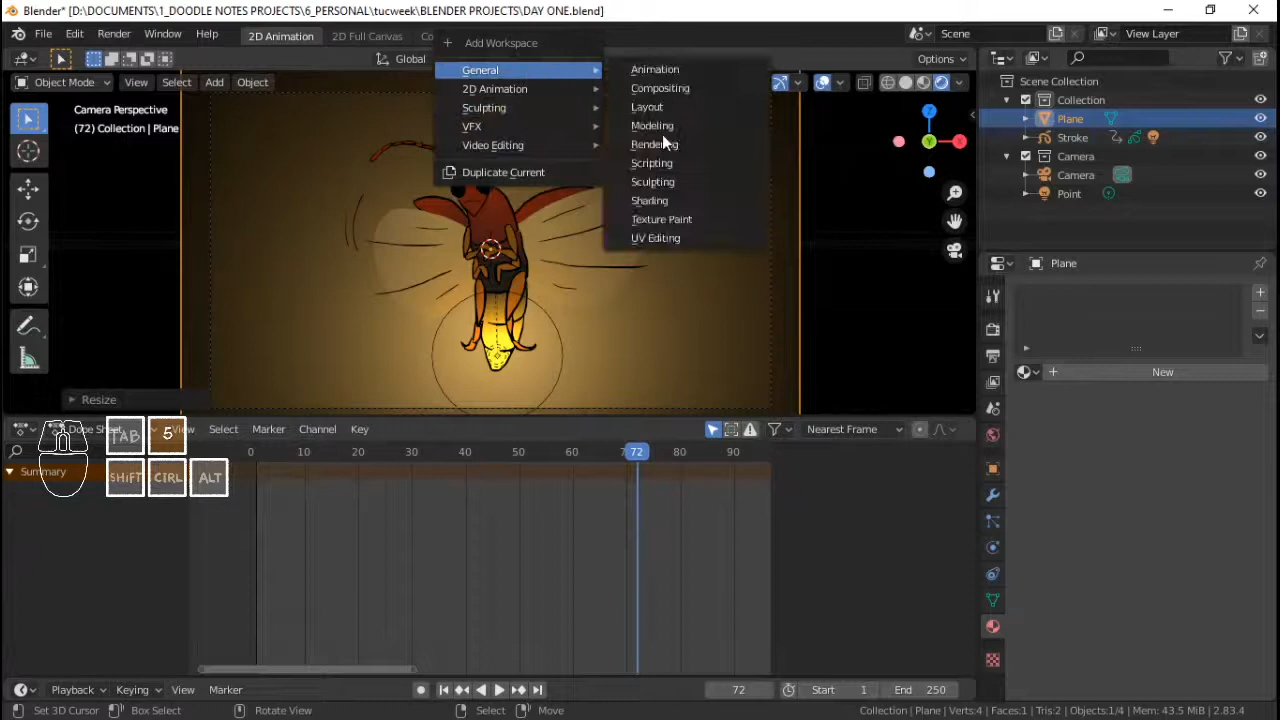 Blender* [D:\DOCUMENTS\1_DOODLE NOTES PROJECTS\6_PERSONAL\tucweek\BLENDER PROJECTS\DAY ONE.blend]
File Edit Render Window Help 2D Animation 2D Full Canvas Co
Scene
View Layer
Add Workspace
General
2D Animation
Sculpting
VFX
Video Editing
Duplicate Current
Animation
Compositing
Layout
Modeling
Rendering
Scripting
Sculpting
Shading
Texture Paint
UV Editing
Global
Options
Object Mode View Select Add Object
Camera Perspective
(72) Collection | Plane
Z
Y
X
Scene Collection
Collection
Plane
Stroke
Camera
Camera
Point
Plane
New
Resize
Dope Sheet View Select Marker Channel Key
Nearest Frame
TAB 5
SHiFT CTRL ALT
Summary
0 10 20 30 40 50 60 7 72 80 90
Playback Keying View Marker
72
Start 1
End 250
Set 3D Cursor Box Select Rotate View Select Move
Collection | Plane | Verts:4 | Faces:1 | Tris:2 | Objects:1/4 | Mem: 43.5 MiB | 2.83.4